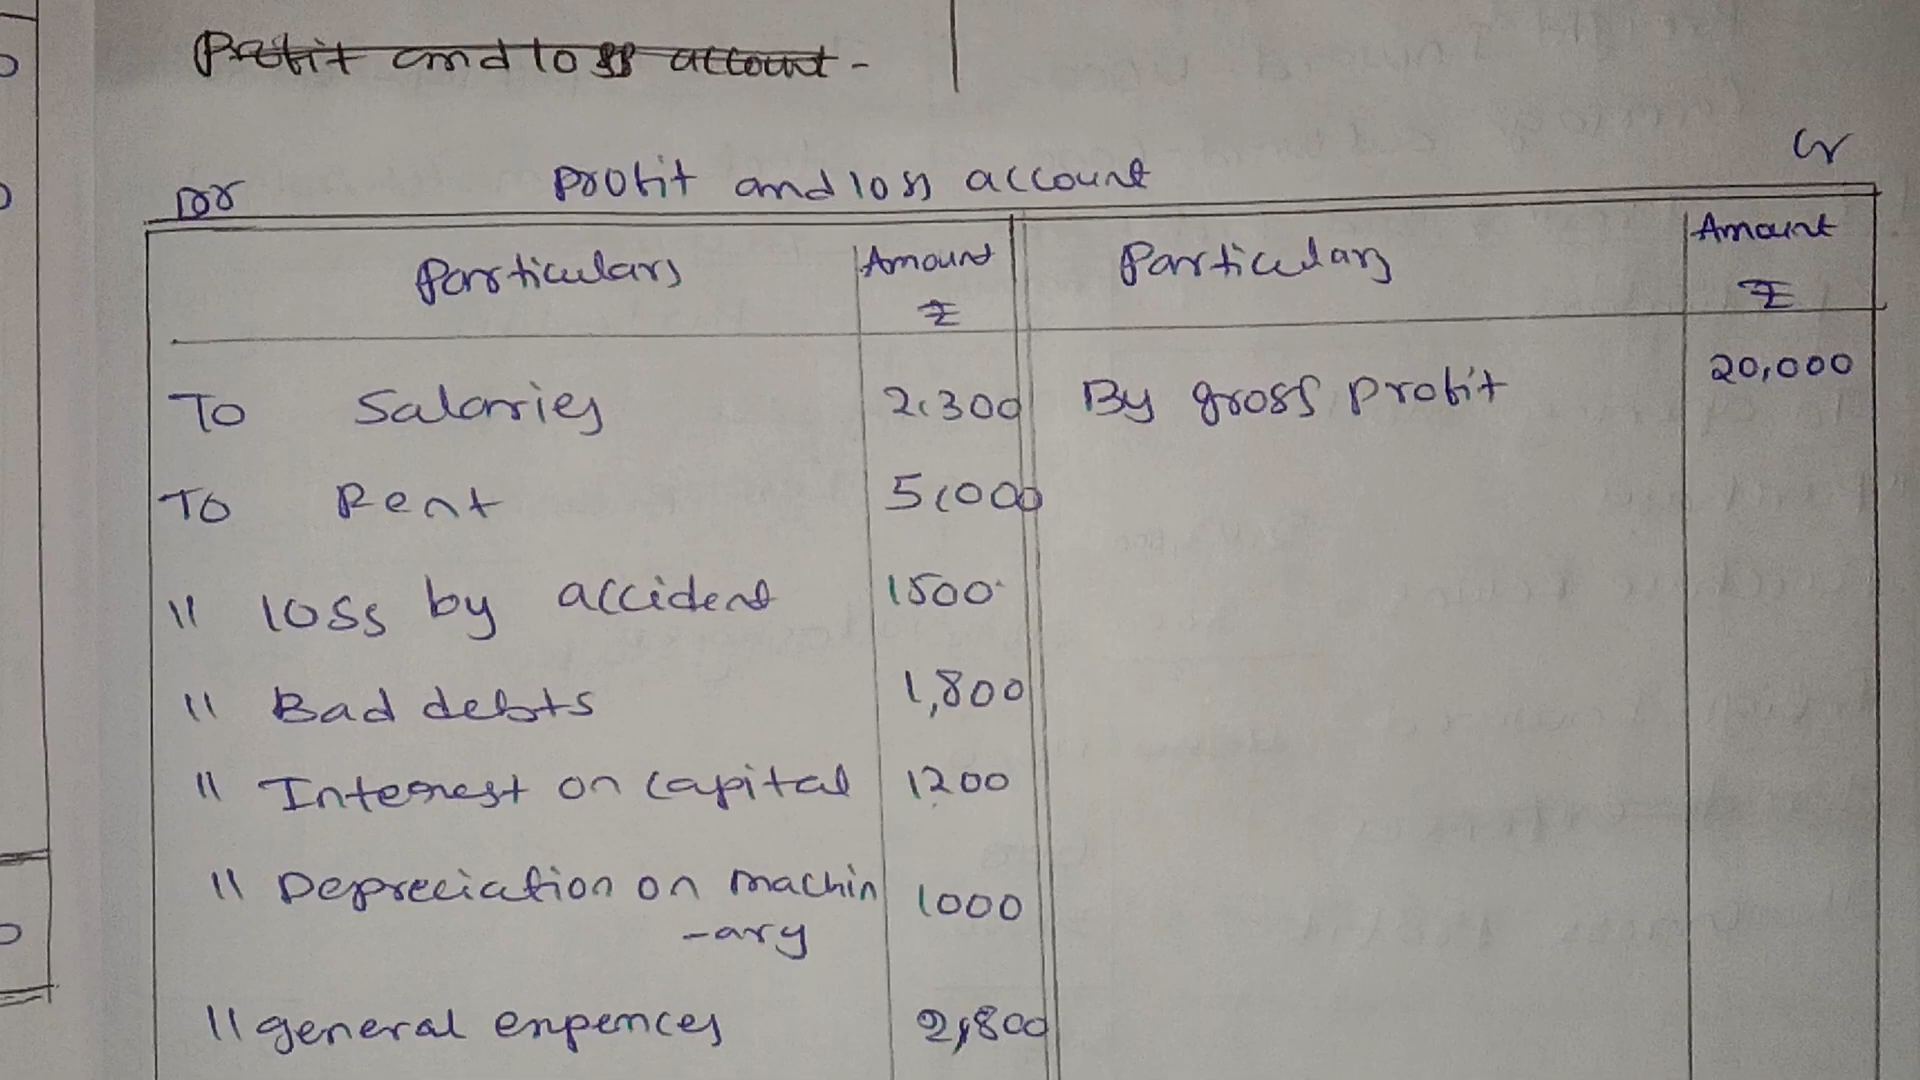 Profit and loss account -
Dr Profit and loss account Cr
Particulars Amount ₹ Particulars Amount ₹
To Salaries 2,300 By gross profit 20,000
To Rent 5,000
" loss by accident 1500
" Bad debts 1,800
" Interest on capital 1200
" Depreciation on machin
-ary 1000
" general expences 2,800